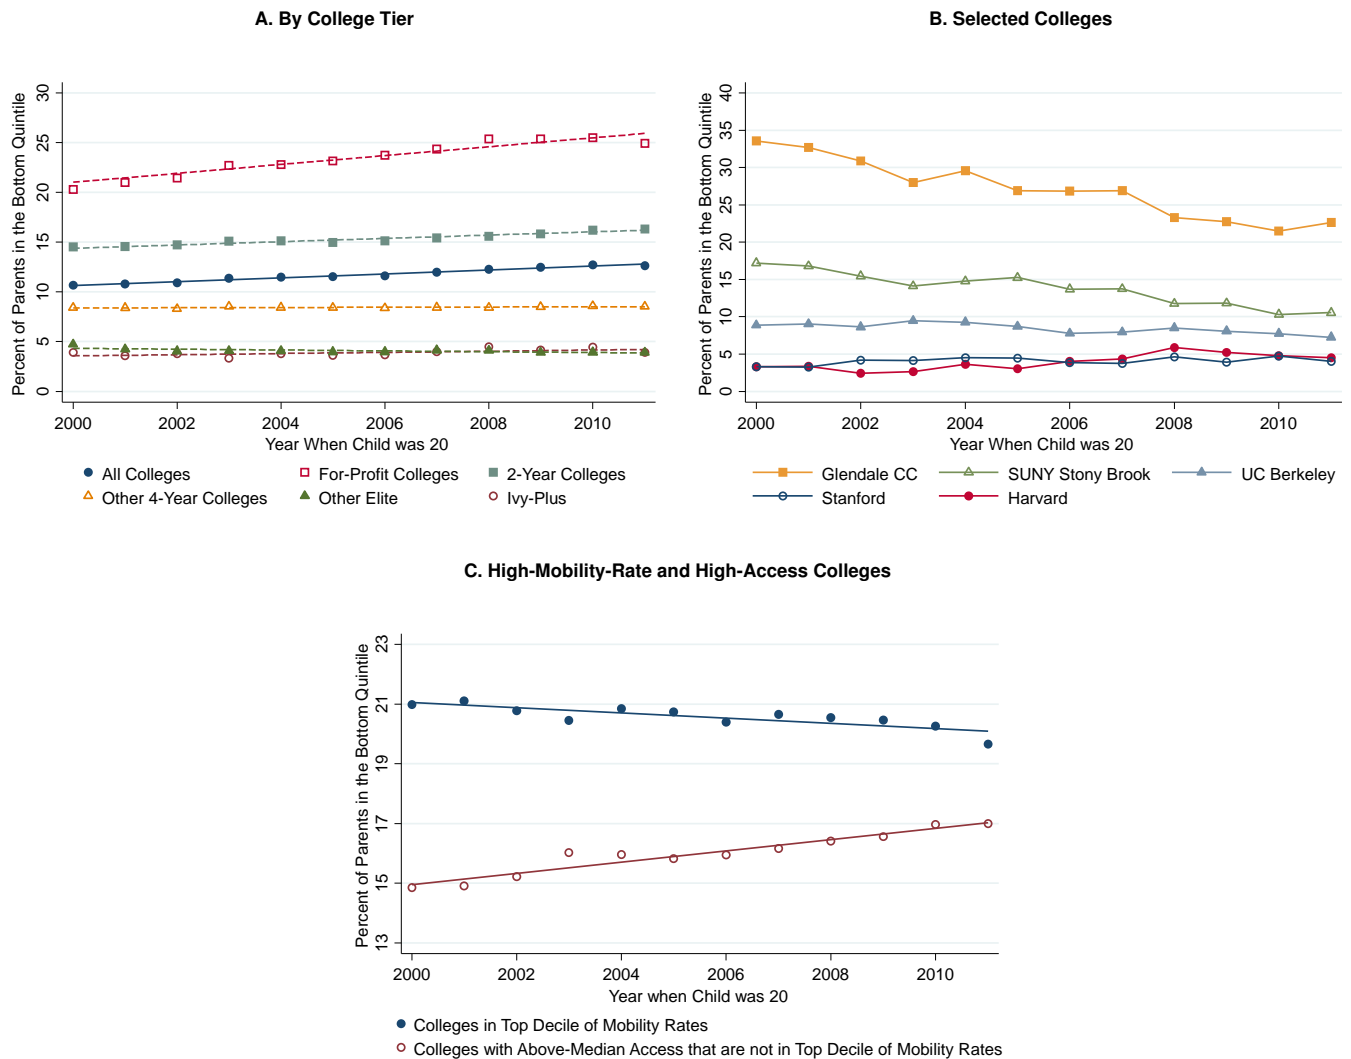 A. By College Tier
Percent of Parents in the Bottom Quintile
30
25
20
15
10
5
0
2000 2002 2004 2006 2008 2010
Year When Child was 20
All Colleges For-Profit Colleges 2-Year Colleges
Other 4-Year Colleges Other Elite Ivy-Plus
B. Selected Colleges
Percent of Parents in the Bottom Quintile
40
35
30
25
20
15
10
5
0
2000 2002 2004 2006 2008 2010
Year When Child was 20
Glendale CC SUNY Stony Brook UC Berkeley
Stanford Harvard
C. High-Mobility-Rate and High-Access Colleges
Percent of Parents in the Bottom Quintile
23
21
19
17
15
13
2000 2002 2004 2006 2008 2010
Year when Child was 20
Colleges in Top Decile of Mobility Rates
Colleges with Above-Median Access that are not in Top Decile of Mobility Rates